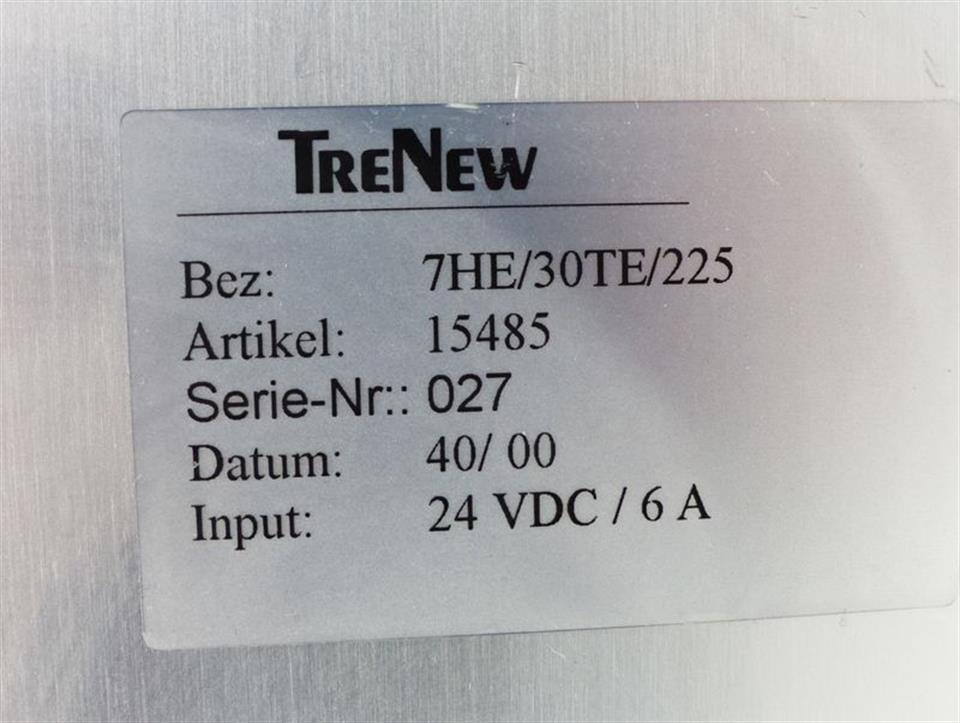 TRENEW
Bez: 7HE/30TE/225
Artikel: 15485
Serie-Nr:: 027
Datum: 40/ 00
Input: 24 VDC / 6 A